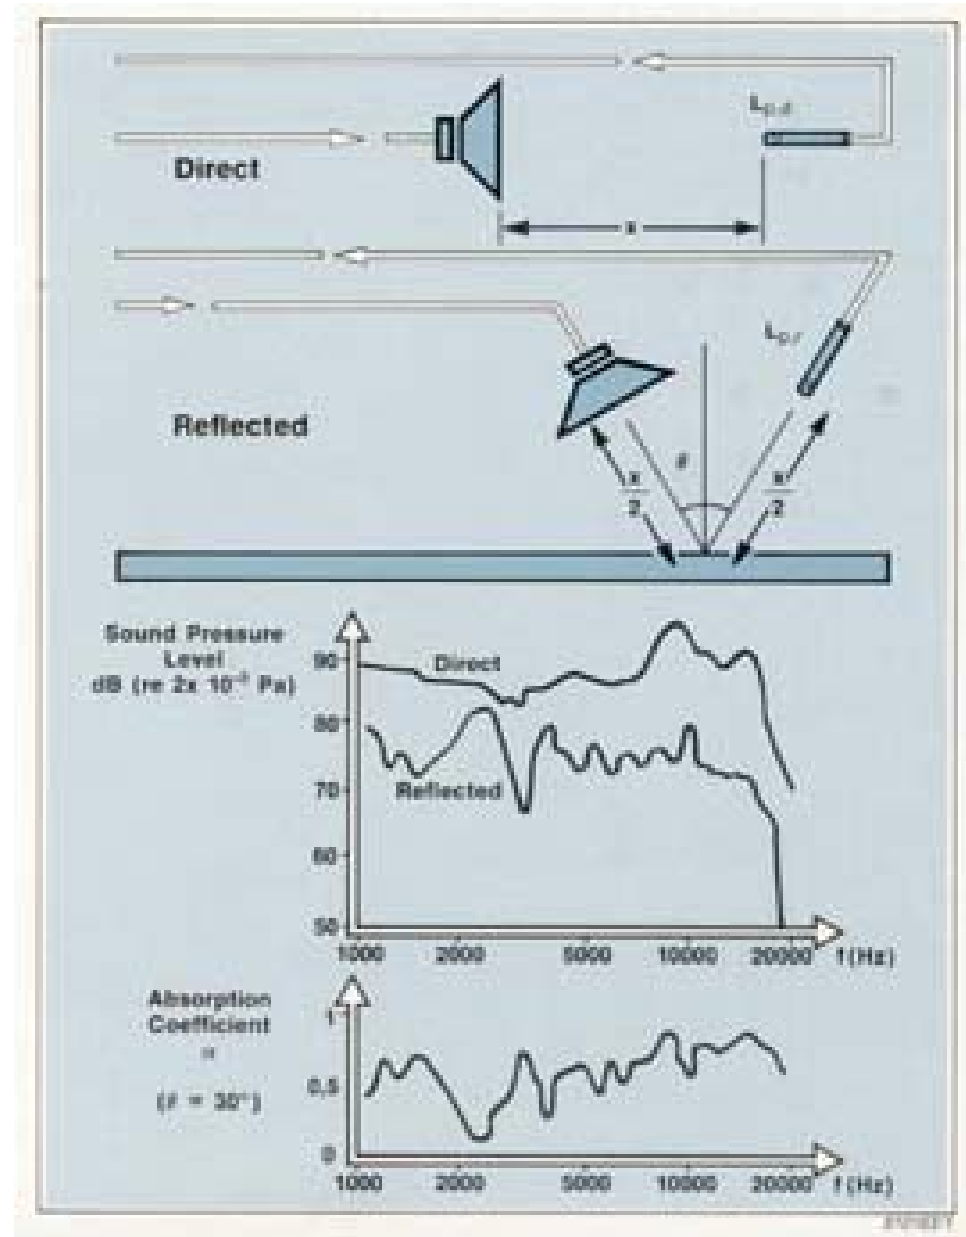 Direct
x
Reflected
θ
x
2
x
2
Sound Pressure
Level
dB (re 2x 10⁻⁵ Pa)
90
80
70
60
50
Direct
Reflected
1000 2000 5000 10000 20000 f(Hz)
Absorption
Coefficient
α
(θ = 30°)
1
0,5
0
1000 2000 5000 10000 20000 f(Hz)